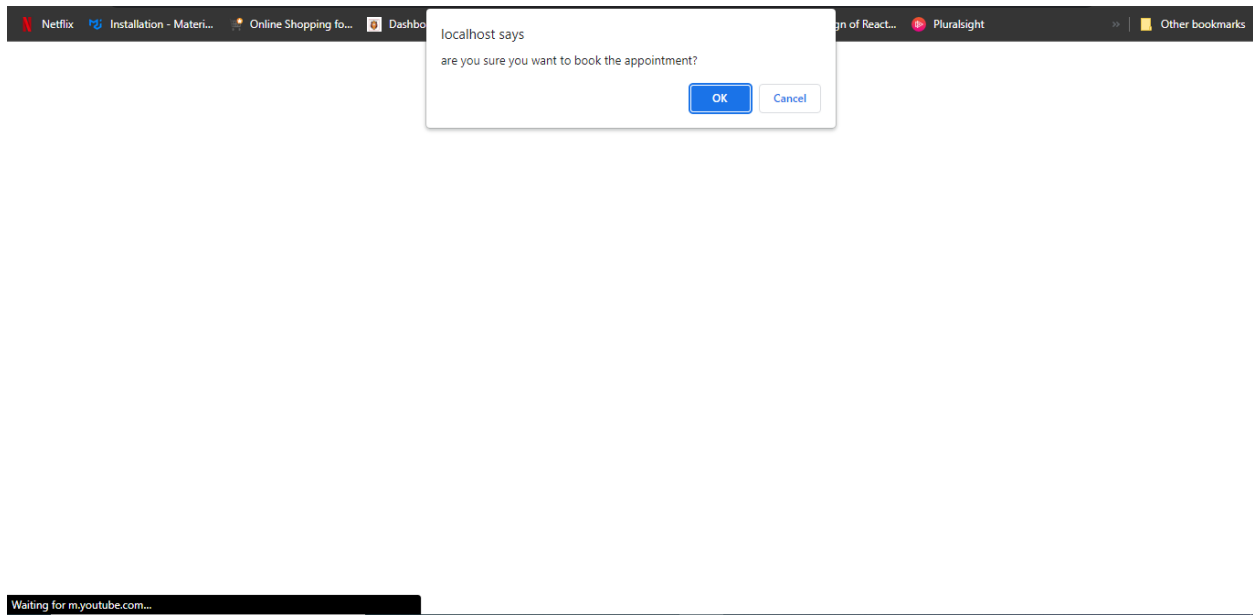 Netflix Installation - Materi... Online Shopping fo... Dashbo gn of React... Pluralsight » Other bookmarks
localhost says
are you sure you want to book the appointment?
OK Cancel
Waiting for m.youtube.com...